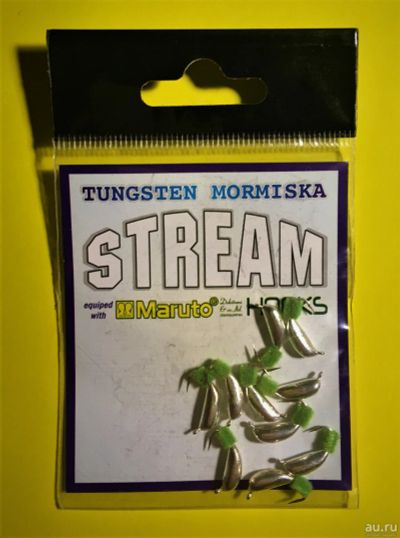 TUNGSTEN MORMISKA
STREAM
equiped
with
Maruto®
HOOKS
au.ru